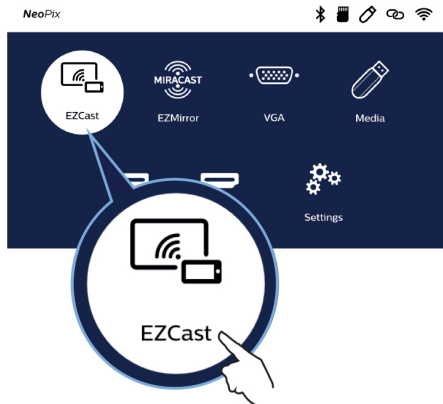 NeoPix
EZCast
MIRACAST
EZMirror
VGA
Media
Settings
EZCast